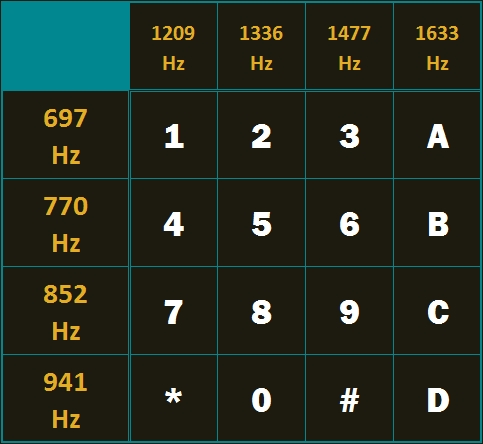 1209 1336 1477 1633
Hz Hz Hz Hz
697
Hz 1 2 3 A
770
Hz 4 5 6 B
852
Hz 7 8 9 C
941
Hz * 0 # D